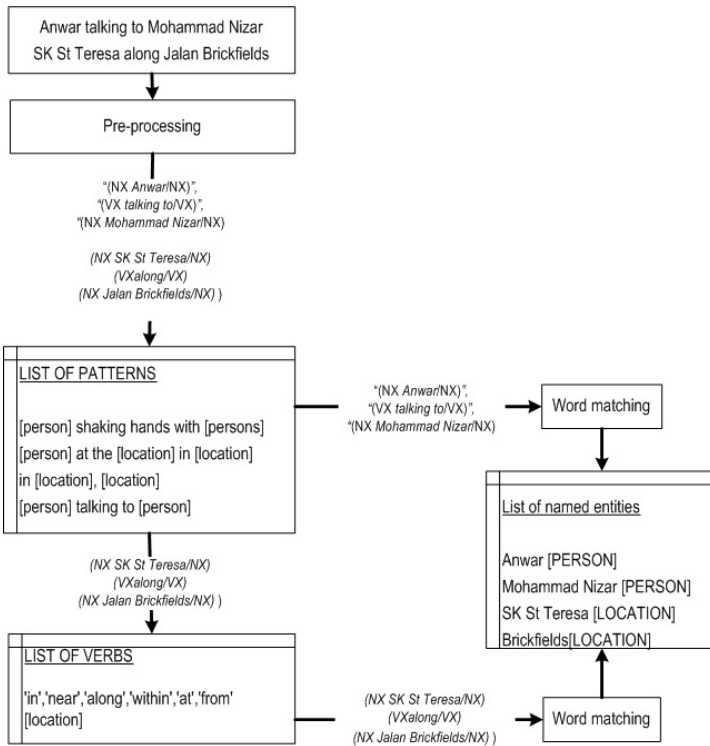 Anwar talking to Mohammad Nizar
SK St Teresa along Jalan Brickfields
Pre-processing
“(NX Anwar/NX)”,
“(VX talking to/VX)”,
“(NX Mohammad Nizar/NX)
(NX SK St Teresa/NX)
(VXalong/VX)
(NX Jalan Brickfields/NX) )
LIST OF PATTERNS
[person] shaking hands with [persons]
[person] at the [location] in [location]
in [location], [location]
[person] talking to [person]
“(NX Anwar/NX)”,
“(VX talking to/VX)”,
“(NX Mohammad Nizar/NX)
Word matching
List of named entities
Anwar [PERSON]
Mohammad Nizar [PERSON]
SK St Teresa [LOCATION]
Brickfields[LOCATION]
(NX SK St Teresa/NX)
(VXalong/VX)
(NX Jalan Brickfields/NX) )
LIST OF VERBS
'in','near','along','within','at','from'
[location]
(NX SK St Teresa/NX)
(VXalong/VX)
(NX Jalan Brickfields/NX) )
Word matching